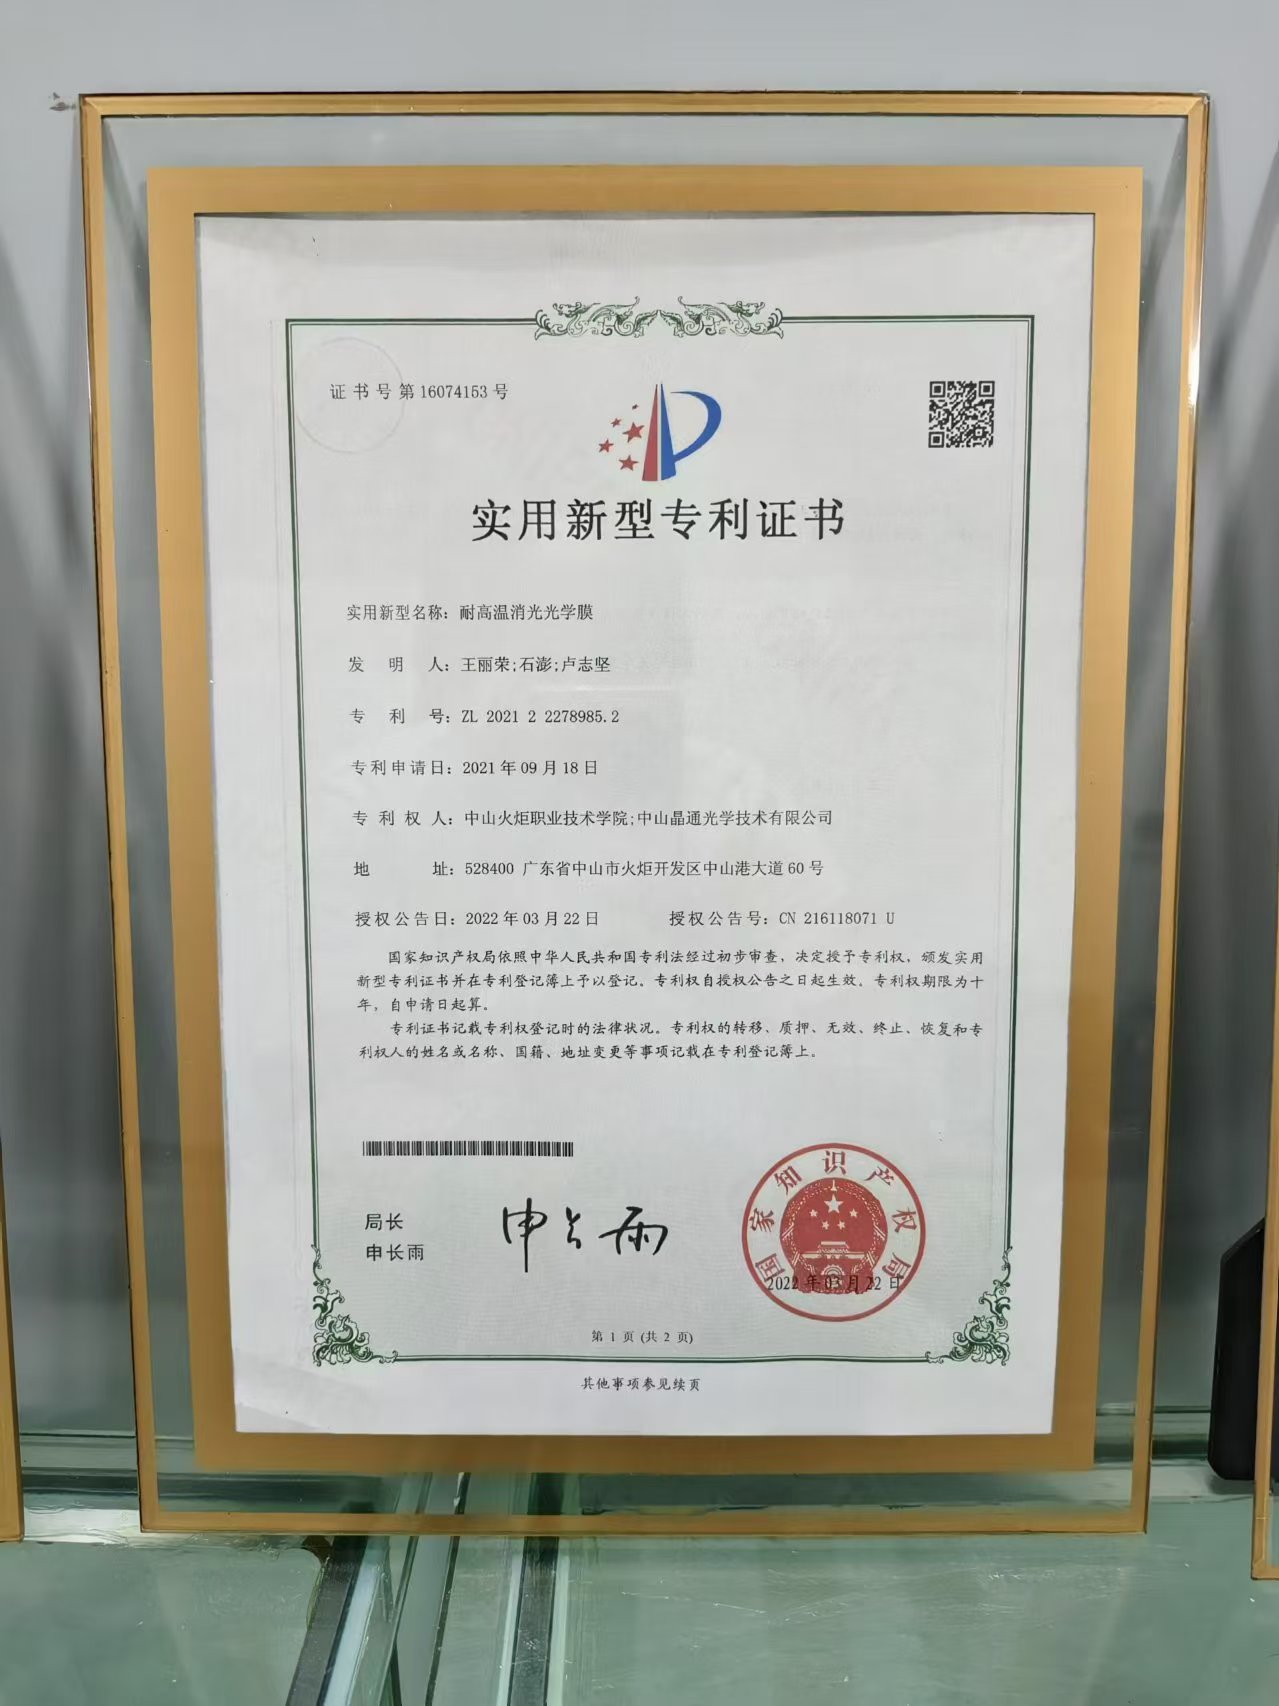 证书号第16074153号
实用新型专利证书
实用新型名称：耐高温消光光学膜
发明人：王丽荣;石澎;卢志坚
专利号：ZL 2021 2 2278985.2
专利申请日：2021年09月18日
专利权人：中山火炬职业技术学院;中山晶通光学技术有限公司
地址：528400 广东省中山市火炬开发区中山港大道60号
授权公告日：2022年03月22日 授权公告号：CN 216118071 U
国家知识产权局依照中华人民共和国专利法经过初步审查，决定授予专利权，颁发实用
新型专利证书并在专利登记簿上予以登记。专利权自授权公告之日起生效。专利权期限为十
年，自申请日起算。
专利证书记载专利权登记时的法律状况。专利权的转移、质押、无效、终止、恢复和专
利权人的姓名或名称、国籍、地址变更等事项记载在专利登记簿上。
局长
申长雨
申长雨
国家知识产权局
2022年03月22日
第 1 页 (共 2 页)
其他事项参见续页